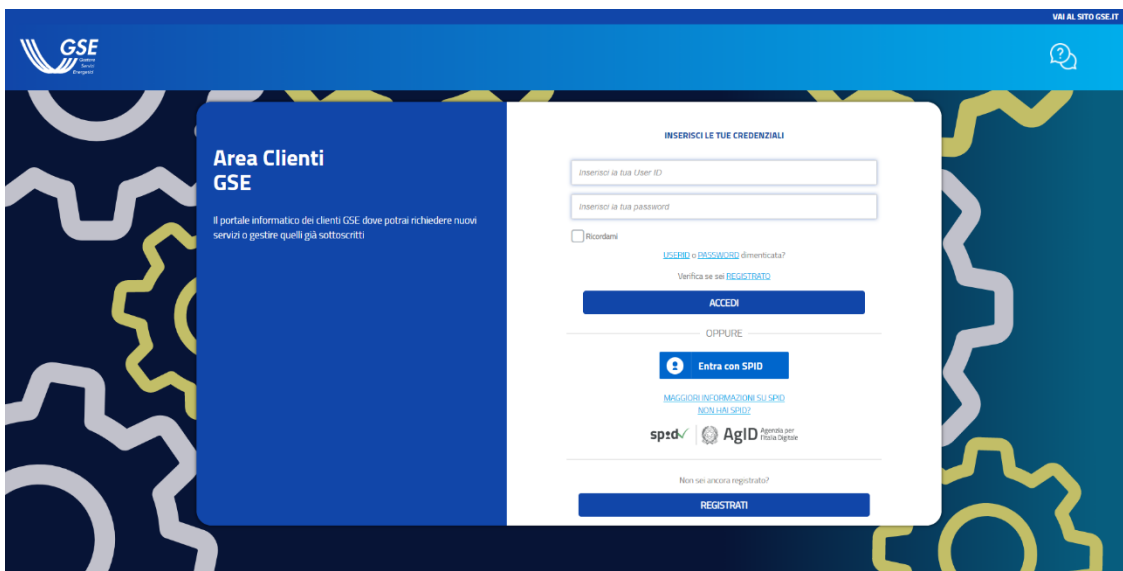 VAI AL SITO GSE.IT
GSE
Gestore
Servizi
Energetici
Area Clienti
GSE
Il portale informatico dei clienti GSE dove potrai richiedere nuovi
servizi o gestire quelli già sottoscritti
INSERISCI LE TUE CREDENZIALI
Inserisci la tua User ID
Inserisci la tua password
Ricordami
USERID o PASSWORD dimenticata?
Verifica se sei REGISTRATO
ACCEDI
OPPURE
Entra con SPID
MAGGIORI INFORMAZIONI SU SPID
NON HAI SPID?
spid AgID Agenzia per
l'Italia Digitale
Non sei ancora registrato?
REGISTRATI